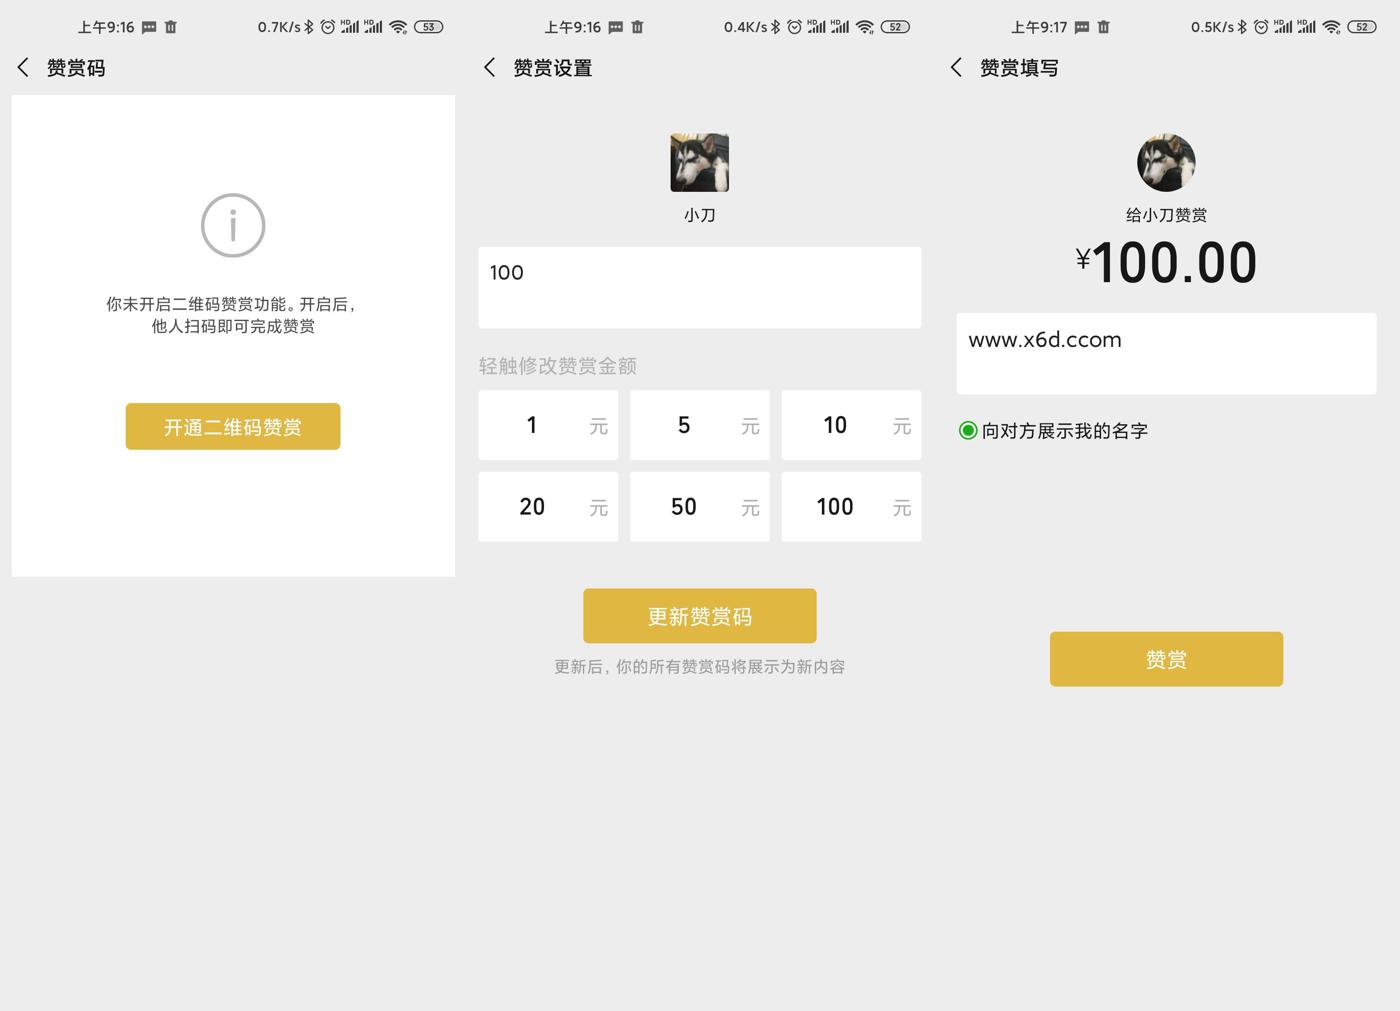 上午9:16
0.7K/s
HD
HD
53
赞赏码
你未开启二维码赞赏功能。开启后，
他人扫码即可完成赞赏
开通二维码赞赏
上午9:16
0.4K/s
HD
HD
52
赞赏设置
小刀
100
轻触修改赞赏金额
1 元
5 元
10 元
20 元
50 元
100 元
更新赞赏码
更新后，你的所有赞赏码将展示为新内容
上午9:17
0.5K/s
HD
HD
52
赞赏填写
给小刀赞赏
¥100.00
www.x6d.ccom
向对方展示我的名字
赞赏